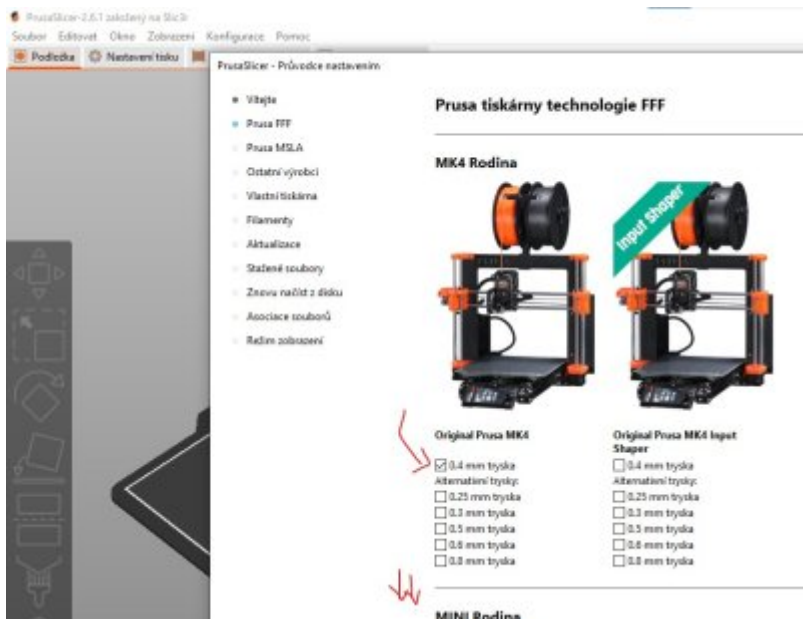 PrusaSlicer-2.6.1 založený na Slic3r
Soubor Editovat Okno Zobrazení Konfigurace Pomoc
Podložka Nastavení tisku
PrusaSlicer - Průvodce nastavením
Vítejte
Prusa FFF
Prusa MSLA
Ostatní výrobci
Vlastní tiskárna
Filamenty
Aktualizace
Stažené soubory
Znovu načíst z disku
Asociace souborů
Režim zobrazení
Prusa tiskárny technologie FFF
MK4 Rodina
Input Shaper
Original Prusa MK4
0.4 mm tryska
Alternativní trysky:
0.25 mm tryska
0.3 mm tryska
0.5 mm tryska
0.6 mm tryska
0.8 mm tryska
Original Prusa MK4 Input
Shaper
0.4 mm tryska
Alternativní trysky:
0.25 mm tryska
0.3 mm tryska
0.5 mm tryska
0.6 mm tryska
0.8 mm tryska
MINI Rodina